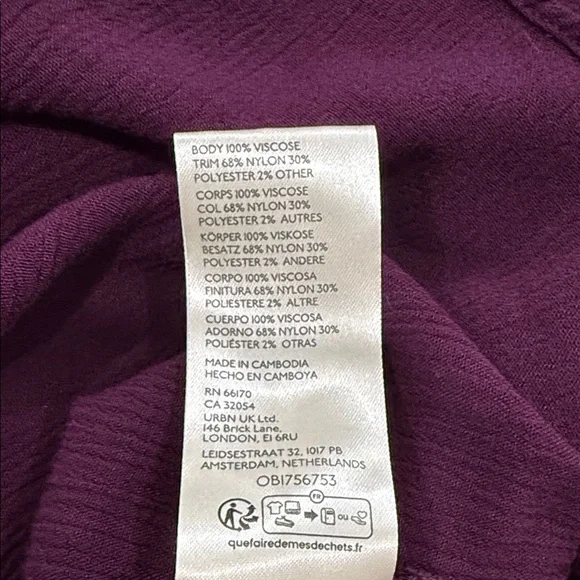 BODY 100% VISCOSE
TRIM 68% NYLON 30%
POLYESTER 2% OTHER
CORPS 100% VISCOSE
COL 68% NYLON 30%
POLYESTER 2% AUTRES
KÖRPER 100% VISKOSE
BESATZ 68% NYLON 30%
POLYESTER 2% ANDERE
CORPO 100% VISCOSA
FINITURA 68% NYLON 30%
POLIESTERE 2% ALTRE
CUERPO 100% VISCOSA
ADORNO 68% NYLON 30%
POLIÉSTER 2% OTRAS
MADE IN CAMBODIA
HECHO EN CAMBOYA
RN 66170
CA 32054
URBN UK Ltd.
146 Brick Lane,
LONDON, E1 6RU
LEIDSESTRAAT 32, 1017 PB
AMSTERDAM, NETHERLANDS
OB1756753
FR
OU
quefairedemesdechets.fr